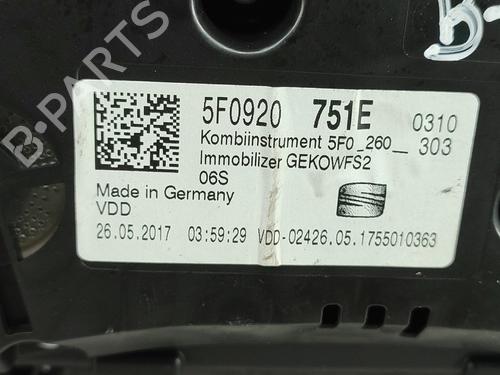 B-PARTS
5F0920 751E 0310
Kombiinstrument 5F0_260__ 303
Immobilizer GEKOWFS2
06S
Made in Germany
VDD
26.05.2017 03:59:29 VDD-02426.05.1755010363